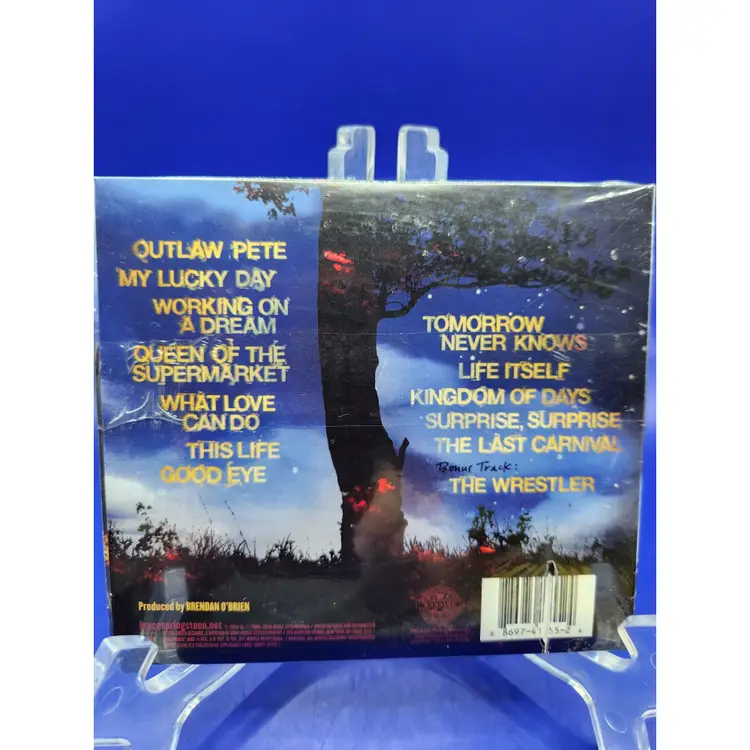 OUTLAW PETE
MY LUCKY DAY
WORKING ON
A DREAM
QUEEN OF THE
SUPERMARKET
WHAT LOVE
CAN DO
THIS LIFE
GOOD EYE
TOMORROW
NEVER KNOWS
LIFE ITSELF
KINGDOM OF DAYS
SURPRISE, SURPRISE
THE LAST CARNIVAL
Bonus Track:
THE WRESTLER
Produced by BRENDAN O'BRIEN
brucespringsteen.net